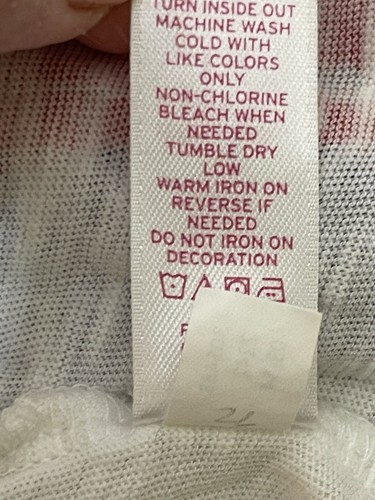 TURN INSIDE OUT
MACHINE WASH
COLD WITH
LIKE COLORS
ONLY
NON-CHLORINE
BLEACH WHEN
NEEDED
TUMBLE DRY
LOW
WARM IRON ON
REVERSE IF
NEEDED
DO NOT IRON ON
DECORATION